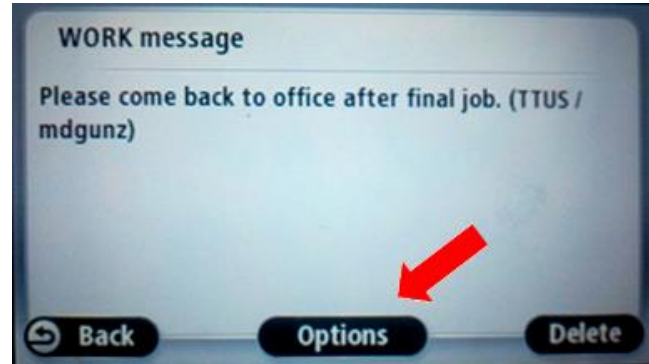 WORK message
Please come back to office after final job. (TTUS /
mdgunz)
Back
Options
Delete